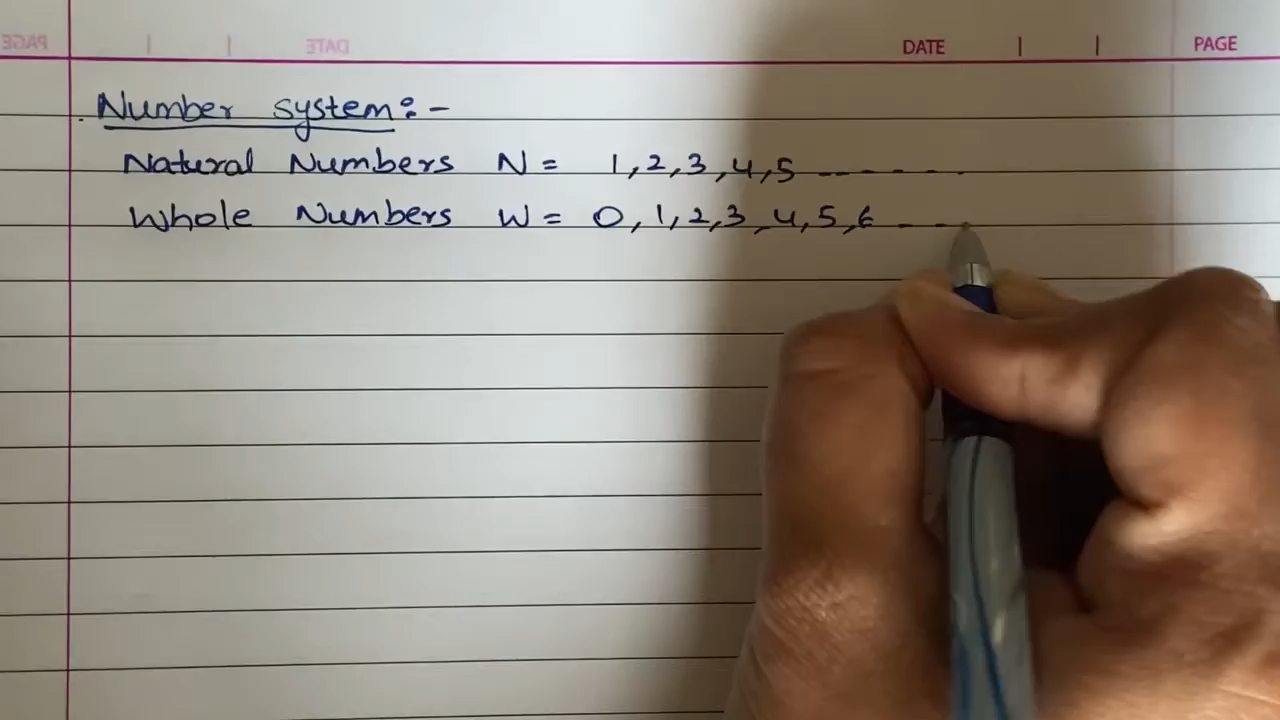 DATE PAGE
Number system:-
Natural Numbers N = 1,2,3,4,5 ------
Whole Numbers W = 0,1,2,3,4,5,6 ---